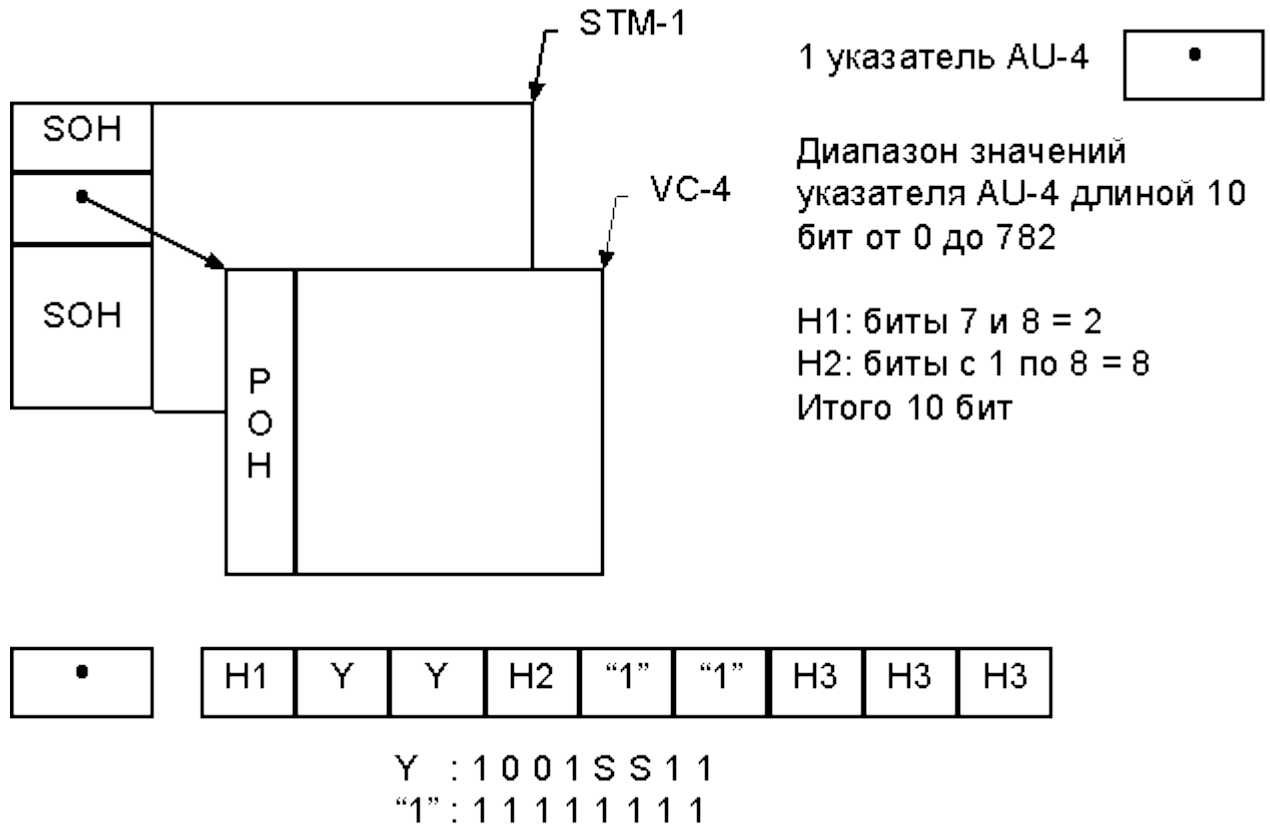 STM-1
1 указатель AU-4
SOH
Диапазон значений
указателя AU-4 длиной 10
бит от 0 до 782
VC-4
SOH
H1: биты 7 и 8 = 2
H2: биты с 1 по 8 = 8
Итого 10 бит
P
O
H
H1 Y Y H2 “1” “1” H3 H3 H3
Y : 1 0 0 1 S S 1 1
“1” : 1 1 1 1 1 1 1 1